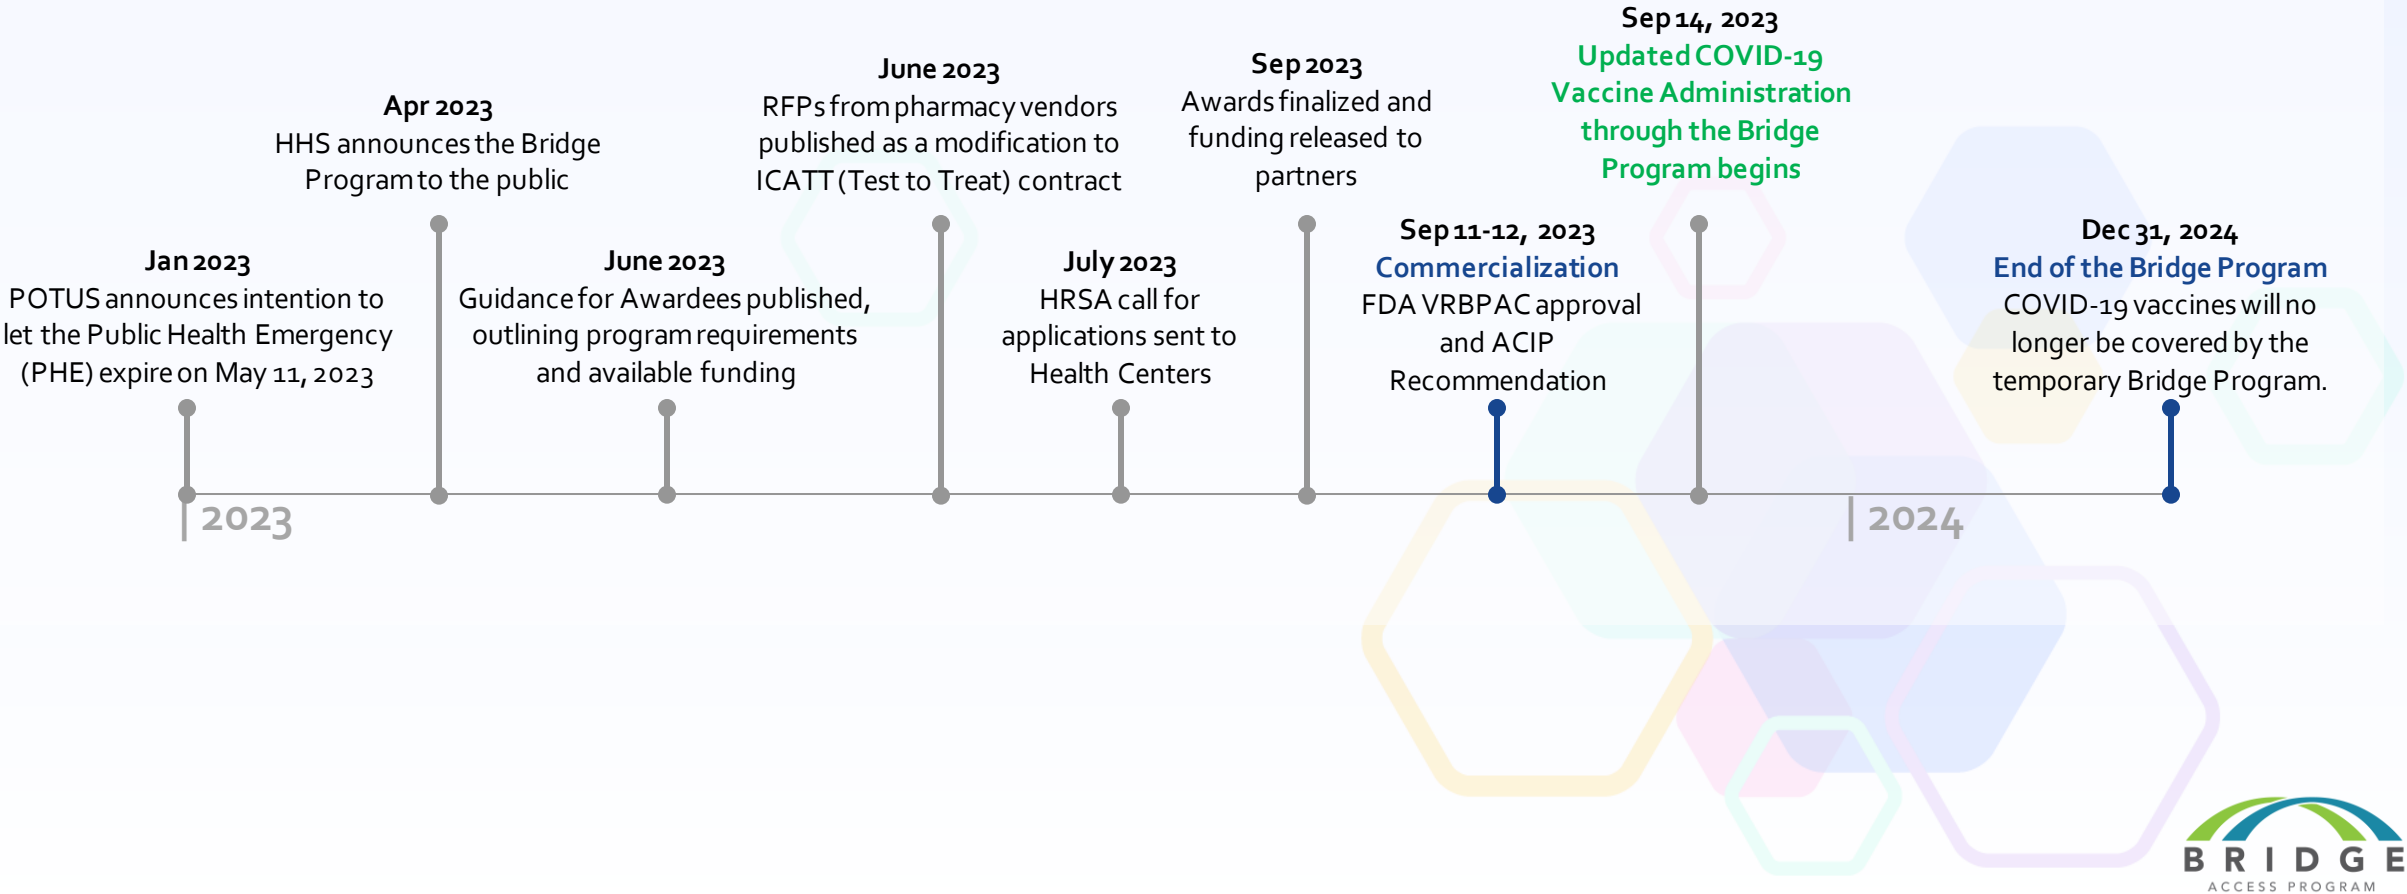 Jan 2023
POTUS announces intention to
let the Public Health Emergency
(PHE) expire on May 11, 2023
Apr 2023
HHS announces the Bridge
Program to the public
June 2023
Guidance for Awardees published,
outlining program requirements
and available funding
June 2023
RFPs from pharmacy vendors
published as a modification to
ICATT (Test to Treat) contract
July 2023
HRSA call for
applications sent to
Health Centers
Sep 2023
Awards finalized and
funding released to
partners
Sep 11-12, 2023
Commercialization
FDA VRBPAC approval
and ACIP
Recommendation
Sep 14, 2023
Updated COVID-19
Vaccine Administration
through the Bridge
Program begins
Dec 31, 2024
End of the Bridge Program
COVID-19 vaccines will no
longer be covered by the
temporary Bridge Program.
2023
2024
BRIDGE
ACCESS PROGRAM